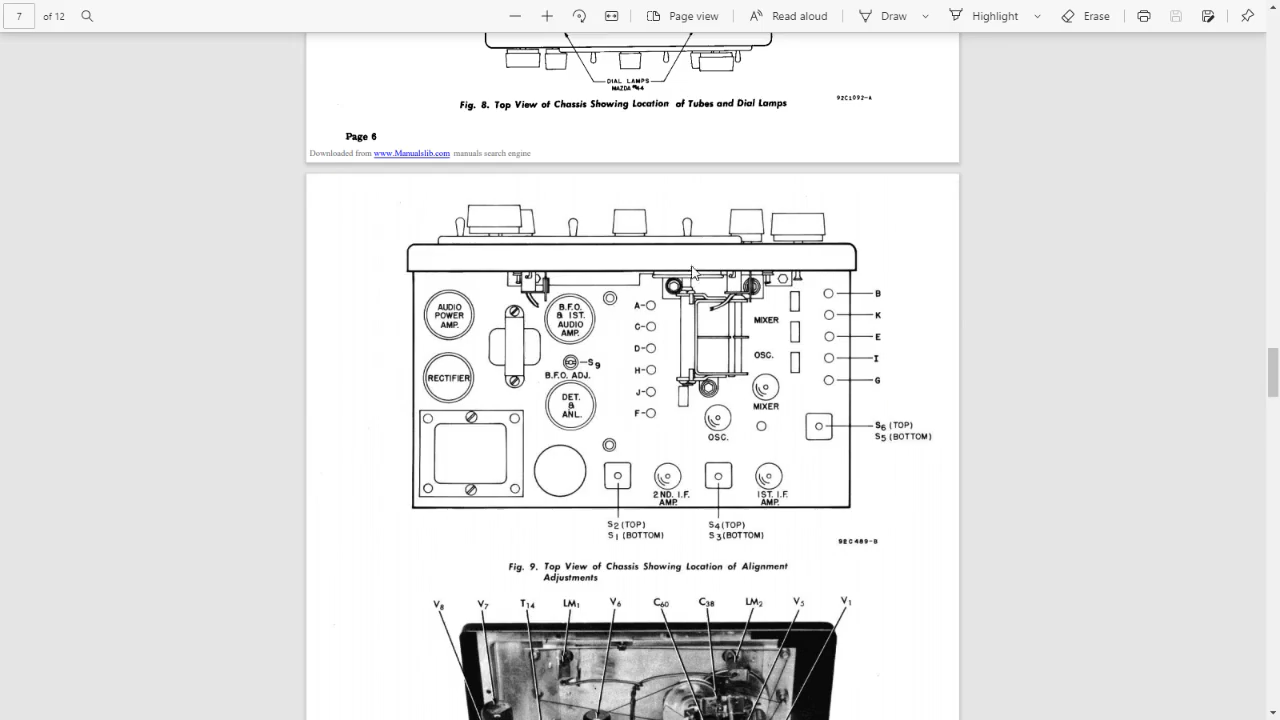 7 of 12
Page view
Read aloud
Draw
Highlight
Erase
DIAL LAMPS
MAZDA #44
92C1092-A
Fig. 8. Top View of Chassis Showing Location of Tubes and Dial Lamps
Page 6
Downloaded from www.Manualslib.com manuals search engine
AUDIO
POWER
AMP.
B.F.O.
& IST.
AUDIO
AMP.
S9
B.F.O. ADJ.
RECTIFIER
DET.
&
ANL.
A
C
D
H
J
F
MIXER
OSC.
MIXER
OSC.
B
K
E
I
G
S6 (TOP)
S5 (BOTTOM)
2ND. I.F.
AMP.
1ST. I.F.
AMP.
S2 (TOP)
S1 (BOTTOM)
S4 (TOP)
S3 (BOTTOM)
9EC489-B
Fig. 9. Top View of Chassis Showing Location of Alignment
Adjustments
V8 V7 T14 LM1 V6 C60 C38 LM2 V5 V1